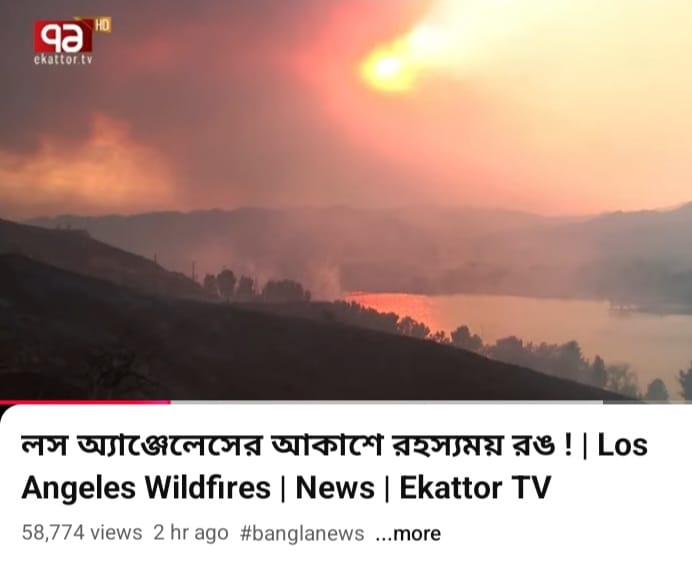 ৭১ HD
ekattor.tv
লস অ্যাঞ্জেলেসের আকাশে রহস্যময় রঙ ! | Los
Angeles Wildfires | News | Ekattor TV
58,774 views 2 hr ago #banglanews ...more